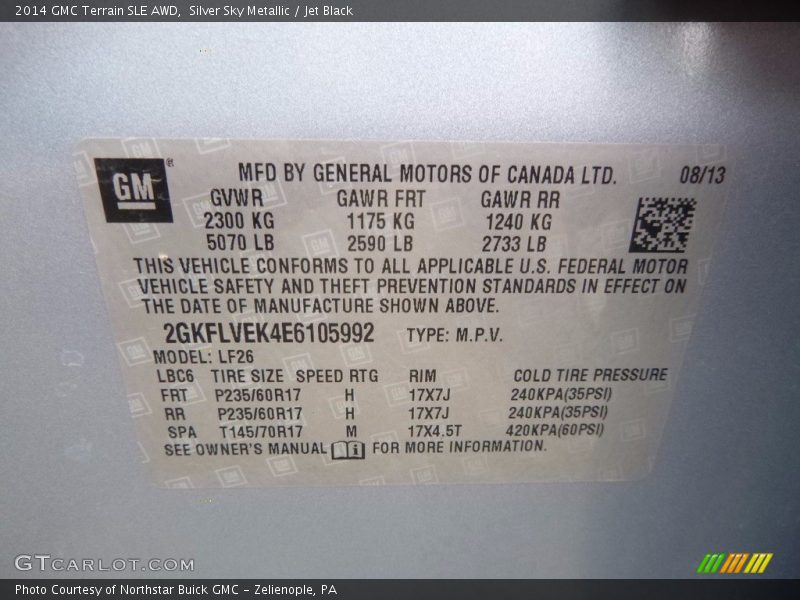 2014 GMC Terrain SLE AWD,  Silver Sky Metallic / Jet Black
GM®
MFD BY GENERAL MOTORS OF CANADA LTD. 08/13
GVWR GAWR FRT GAWR RR
2300 KG 1175 KG 1240 KG
5070 LB 2590 LB 2733 LB
THIS VEHICLE CONFORMS TO ALL APPLICABLE U.S. FEDERAL MOTOR
VEHICLE SAFETY AND THEFT PREVENTION STANDARDS IN EFFECT ON
THE DATE OF MANUFACTURE SHOWN ABOVE.
2GKFLVEK4E6105992 TYPE: M.P.V.
MODEL: LF26
LBC6 TIRE SIZE SPEED RTG RIM COLD TIRE PRESSURE
FRT P235/60R17 H 17X7J 240KPA(35PSI)
RR P235/60R17 H 17X7J 240KPA(35PSI)
SPA T145/70R17 M 17X4.5T 420KPA(60PSI)
SEE OWNER'S MANUAL i FOR MORE INFORMATION.
GTCARLOT.COM
Photo Courtesy of Northstar Buick GMC - Zelienople, PA